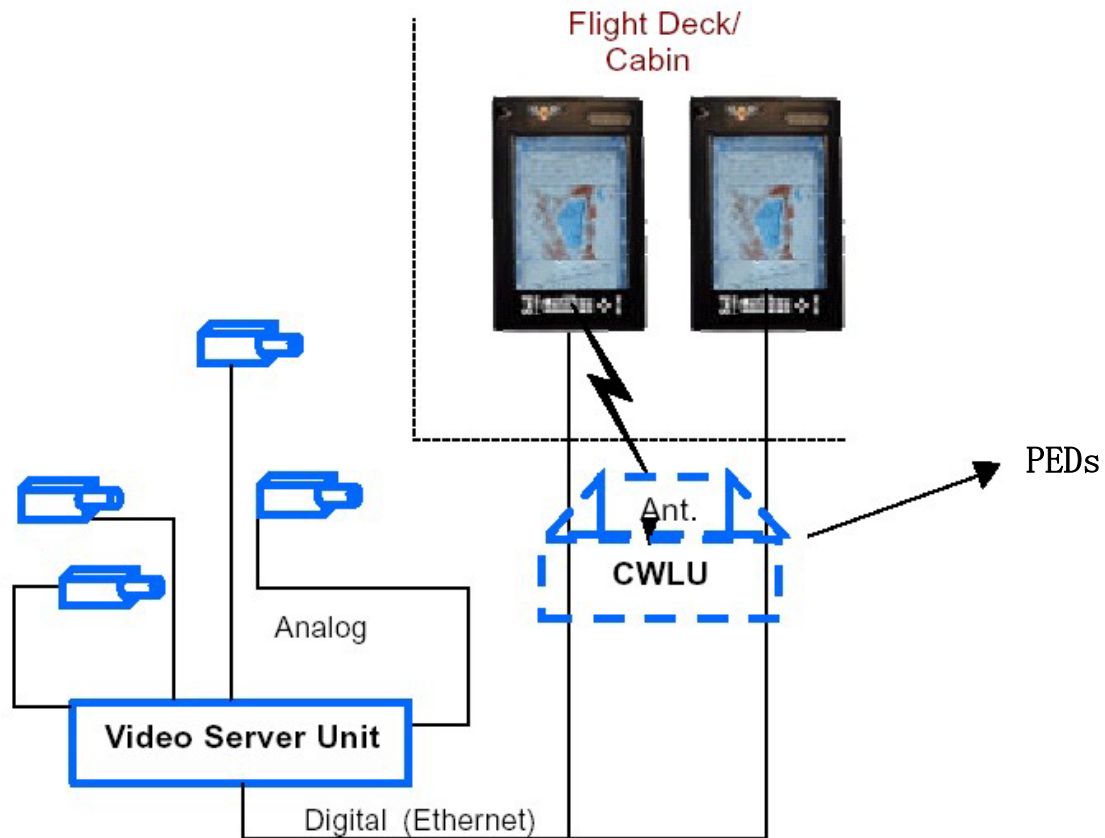 Flight Deck/
Cabin
PEDs
Ant.
CWLU
Analog
Video Server Unit
Digital (Ethernet)